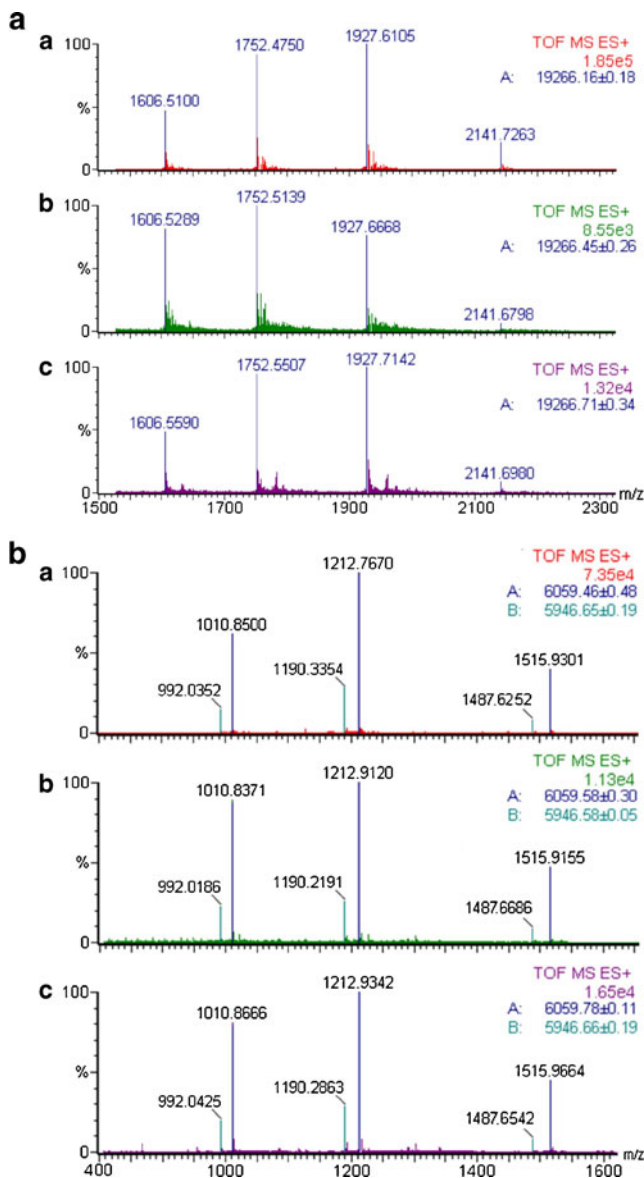 a
a
TOF MS ES+
1.85e5
A: 19266.16±0.18
100
%
0
1606.5100
1752.4750
1927.6105
2141.7263
b
TOF MS ES+
8.55e3
A: 19266.45±0.26
100
%
0
1606.5289
1752.5139
1927.6668
2141.6798
c
TOF MS ES+
1.32e4
A: 19266.71±0.34
100
%
0
1606.5590
1752.5507
1927.7142
2141.6980
1500 1700 1900 2100 2300 m/z
b
a
TOF MS ES+
7.35e4
A: 6059.46±0.48
B: 5946.65±0.19
100
%
0
992.0352
1010.8500
1190.3354
1212.7670
1487.6252
1515.9301
b
TOF MS ES+
1.13e4
A: 6059.58±0.30
B: 5946.58±0.05
100
%
0
992.0186
1010.8371
1190.2191
1212.9120
1487.6686
1515.9155
c
TOF MS ES+
1.65e4
A: 6059.78±0.11
B: 5946.66±0.19
100
%
0
992.0425
1010.8666
1190.2863
1212.9342
1487.6542
1515.9664
400 1000 1200 1400 1600 m/z